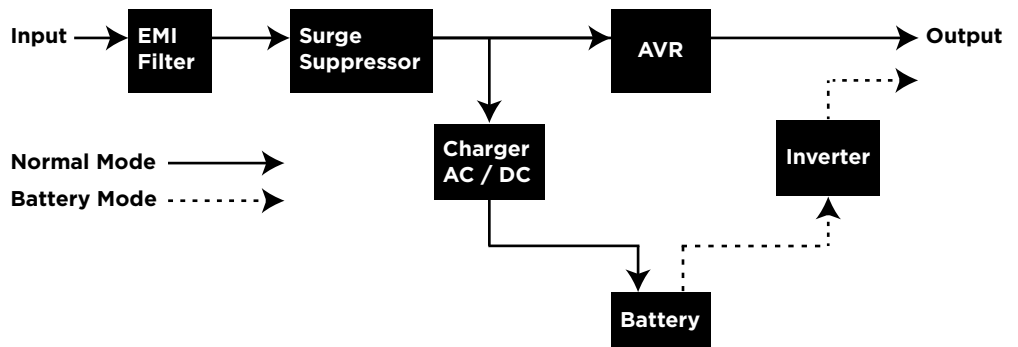 Input
EMI
Filter
Surge
Suppressor
AVR
Output
Charger
AC / DC
Inverter
Normal Mode
Battery Mode
Battery